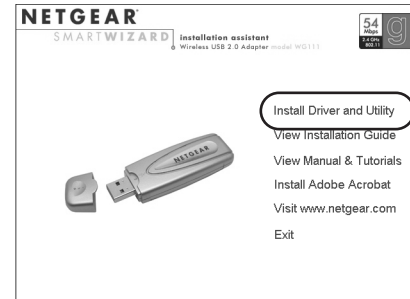 NETGEAR
SMARTWIZARD installation assistant
Wireless USB 2.0 Adapter model WG111
54
Mbps
2.4 GHz
802.11
g
Install Driver and Utility
View Installation Guide
View Manual & Tutorials
Install Adobe Acrobat
Visit www.netgear.com
Exit
NETGEAR